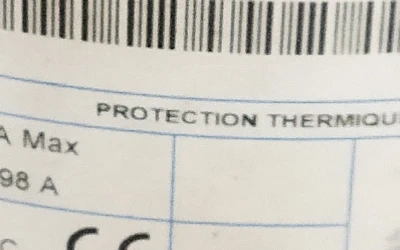 PROTECTION THERMIQU
A Max
98 A
C CE